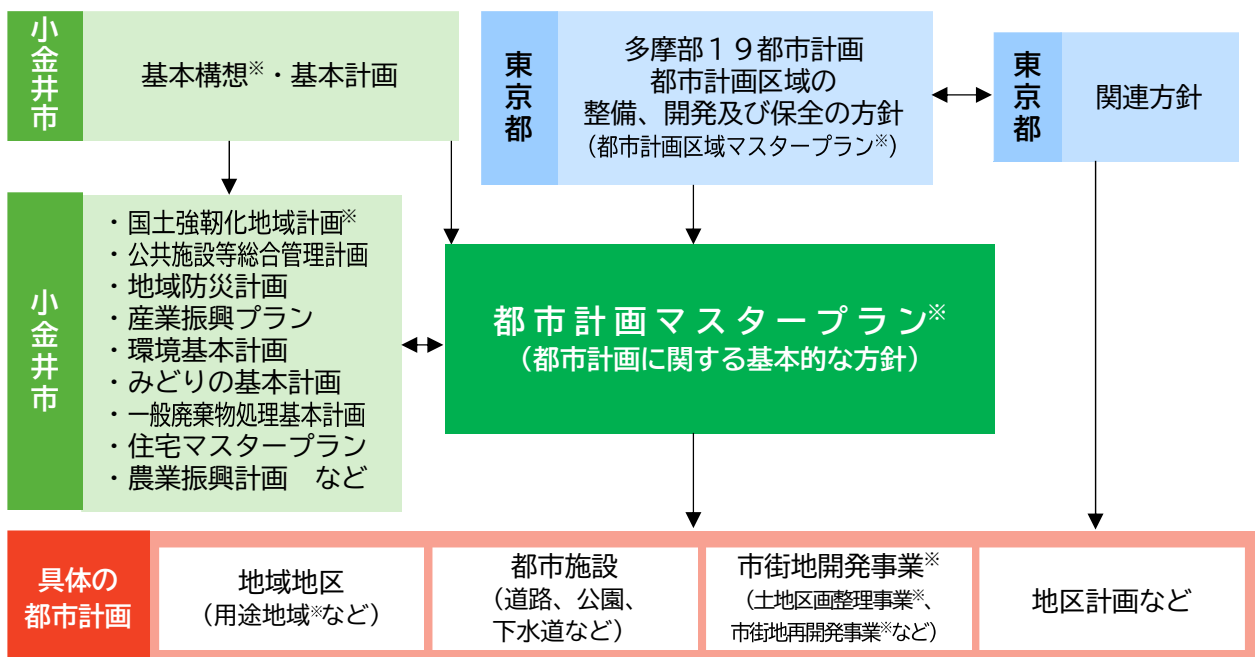 小金井市
基本構想※・基本計画
東京都
多摩部１９都市計画
都市計画区域の
整備、開発及び保全の方針
（都市計画区域マスタープラン※）
東京都
関連方針
小金井市
・国土強靭化地域計画※
・公共施設等総合管理計画
・地域防災計画
・産業振興プラン
・環境基本計画
・みどりの基本計画
・一般廃棄物処理基本計画
・住宅マスタープラン
・農業振興計画　など
都市計画マスタープラン※
（都市計画に関する基本的な方針）
具体の
都市計画
地域地区
（用途地域※など）
都市施設
（道路、公園、
下水道など）
市街地開発事業※
（土地区画整理事業※、
市街地再開発事業※など）
地区計画など